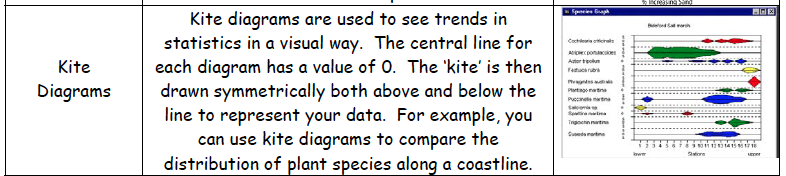 % Increasing Sand
Kite
Diagrams
Kite diagrams are used to see trends in
statistics in a visual way.  The central line for
each diagram has a value of 0.  The ‘kite’ is then
drawn symmetrically both above and below the
line to represent your data.  For example, you
can use kite diagrams to compare the
distribution of plant species along a coastline.
Species Graph
Bideford Salt marsh
Cochlearia officinalis
Atriplex portulacoides
Aster tripolium
Festuca rubra
Phragmites australis
Plantago maritima
Puccinellia maritima
Salicornia sp.
Spartina maritima
Triglochin maritima
Suaeda maritima
1 2 3 4 5 6 7 8 9 10 11 12 13 14 15 16 17 18
lower Stations upper